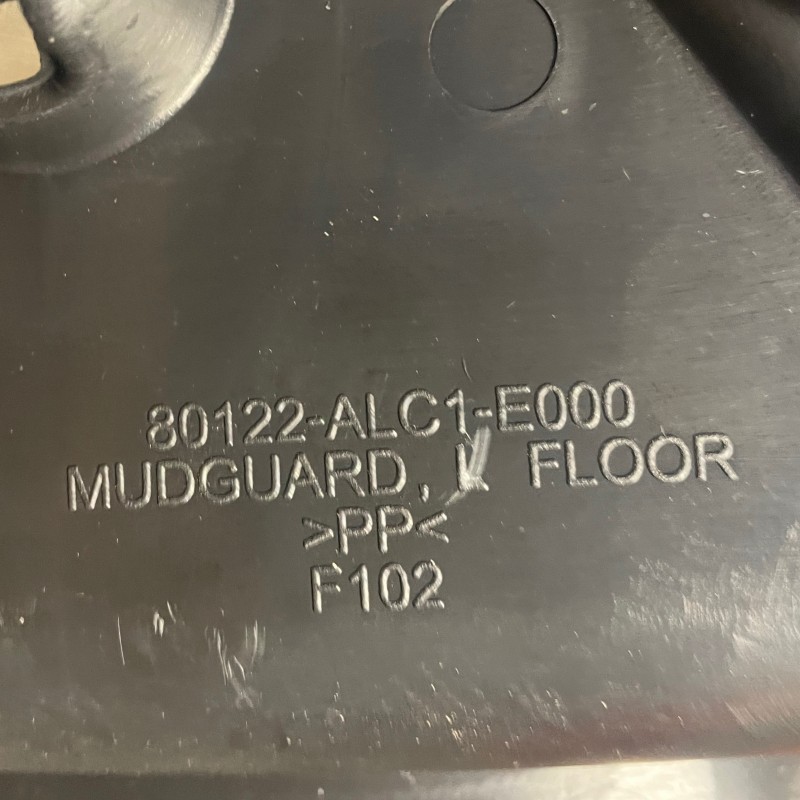 80122-ALC1-E000
MUDGUARD, FLOOR
>PP<
F102